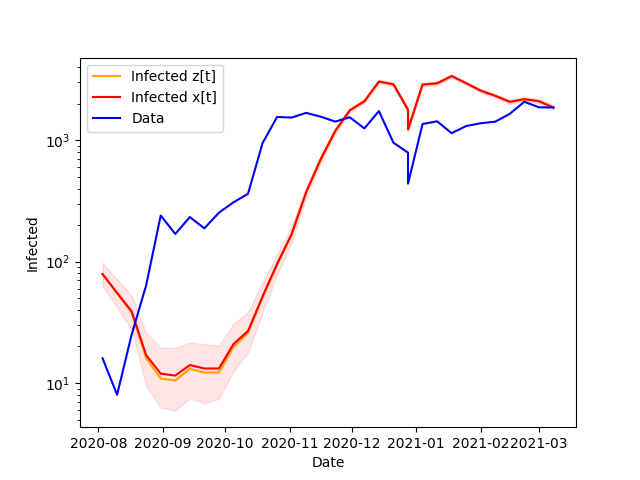 Infected z[t]
Infected x[t]
Data
10³
10²
10¹
Infected
2020-08 2020-09 2020-10 2020-11 2020-12 2021-01 2021-02 2021-03
Date